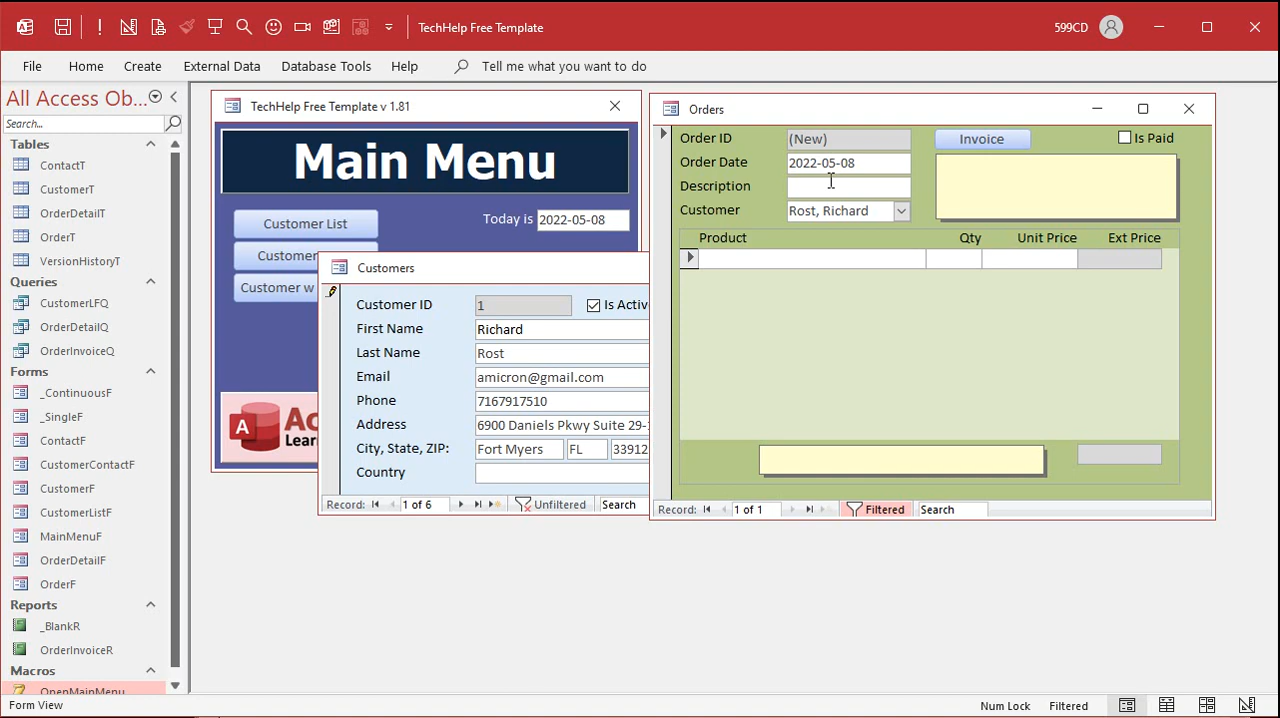 TechHelp Free Template
599CD
File Home Create External Data Database Tools Help Tell me what you want to do
All Access Ob...
Search...
Tables
ContactT
CustomerT
OrderDetailT
OrderT
VersionHistoryT
Queries
CustomerLFQ
OrderDetailQ
OrderInvoiceQ
Forms
_ContinuousF
_SingleF
ContactF
CustomerContactF
CustomerF
CustomerListF
MainMenuF
OrderDetailF
OrderF
Reports
_BlankR
OrderInvoiceR
Macros
OpenMainMenu
TechHelp Free Template v 1.81
Main Menu
Customer List
Today is 2022-05-08
Customer
Customer w
A
Ac
Learn
Customers
Customer ID 1 Is Activ
First Name Richard
Last Name Rost
Email amicron@gmail.com
Phone 7167917510
Address 6900 Daniels Pkwy Suite 29-
City, State, ZIP: Fort Myers FL 33912
Country
Record: 1 of 6 Unfiltered Search
Orders
Order ID (New) Invoice Is Paid
Order Date 2022-05-08
Description
Customer Rost, Richard
Product Qty Unit Price Ext Price
Record: 1 of 1 Filtered Search
Form View Num Lock Filtered